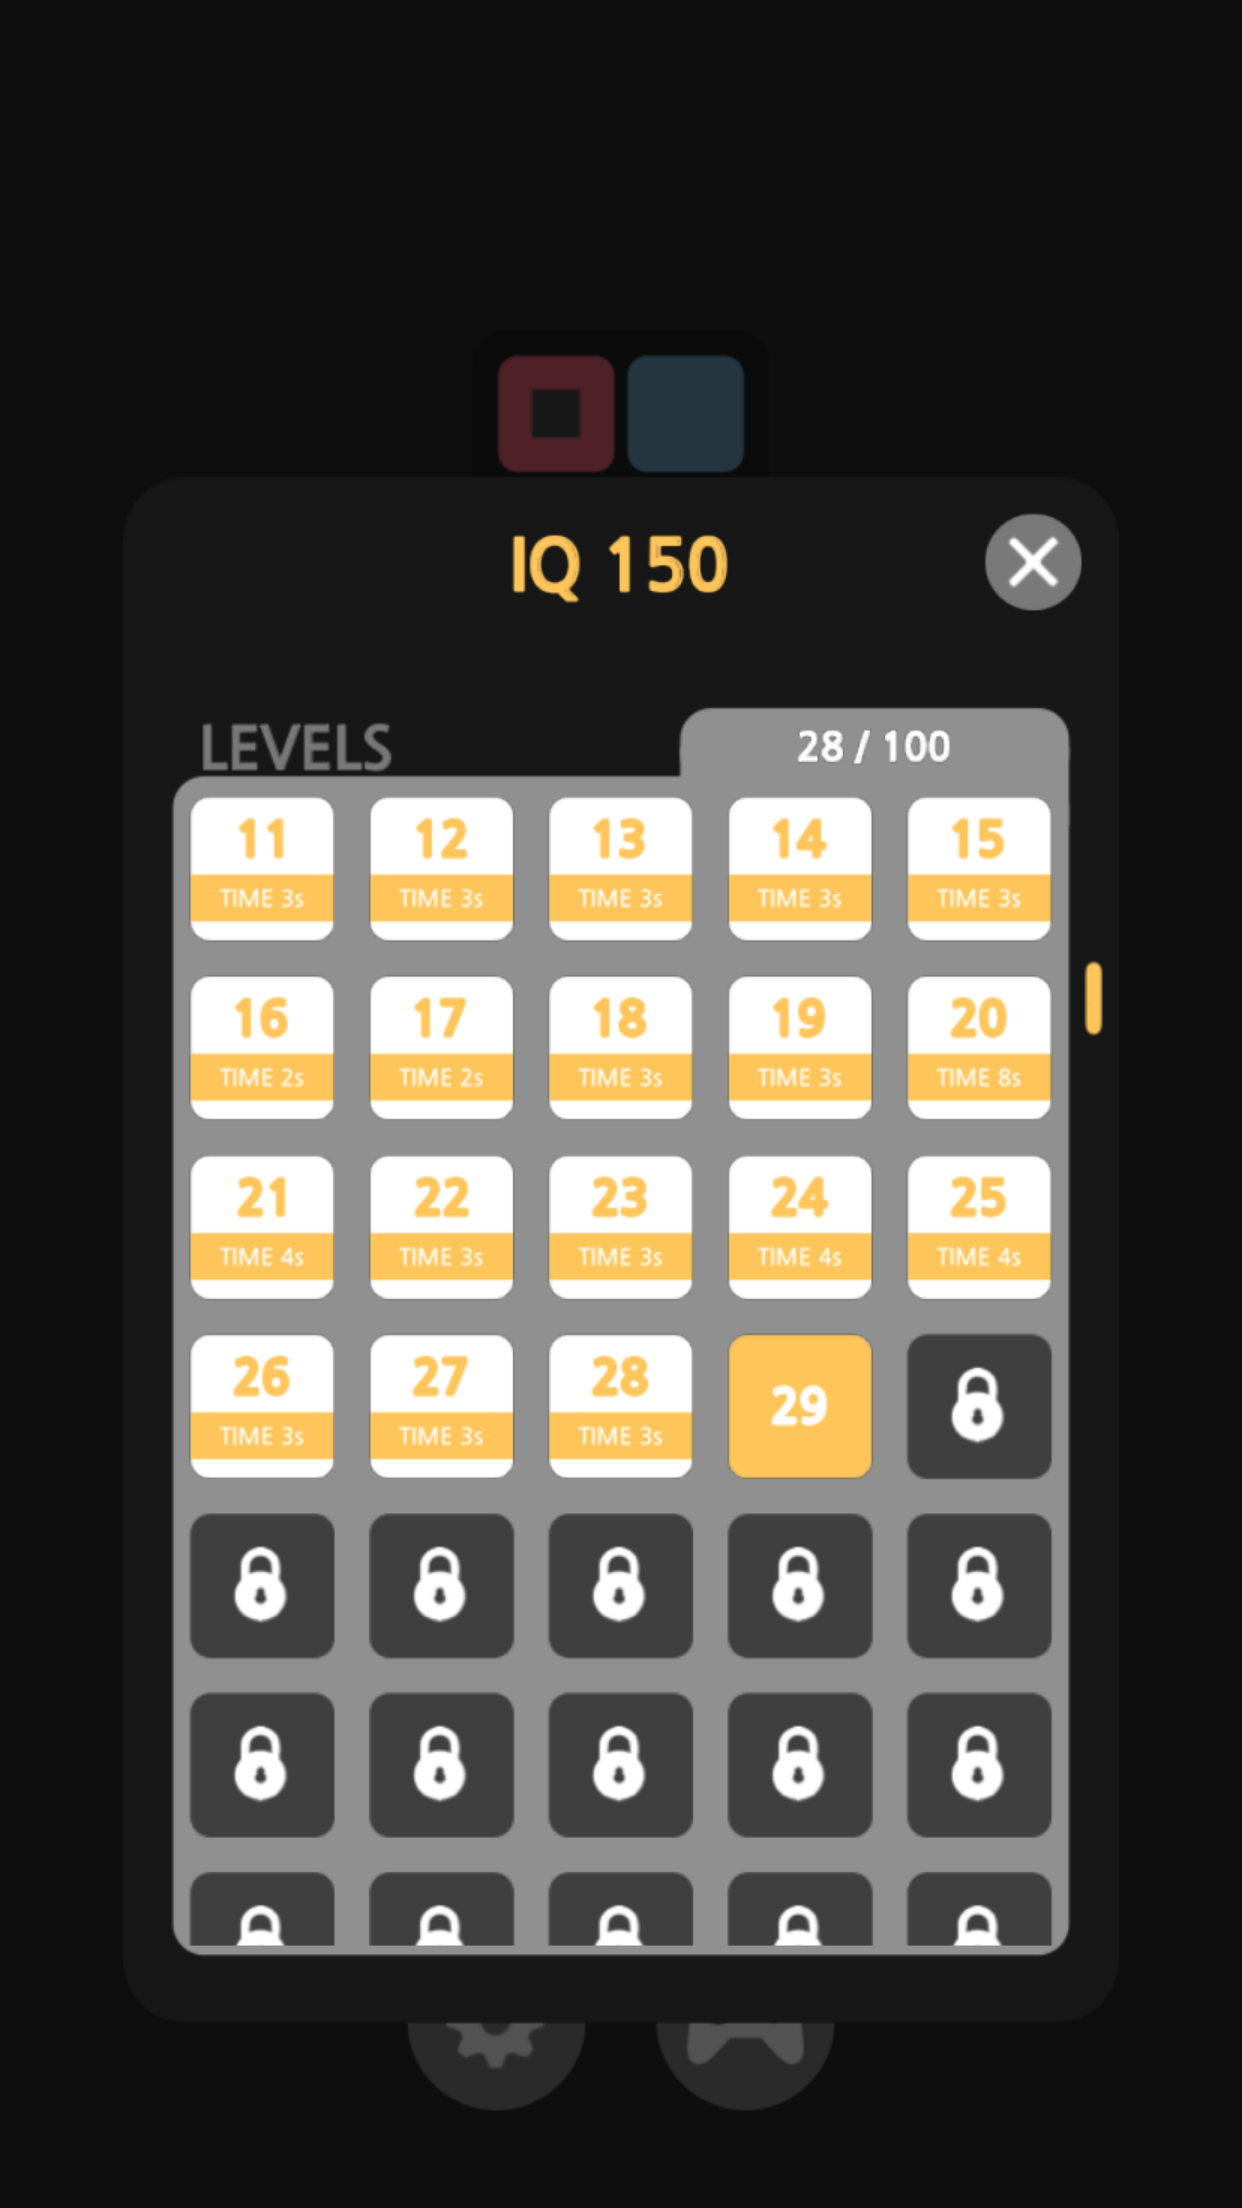 IQ 150
LEVELS
28 / 100
11 12 13 14 15
TIME 3s TIME 3s TIME 3s TIME 3s TIME 3s
16 17 18 19 20
TIME 2s TIME 2s TIME 3s TIME 3s TIME 8s
21 22 23 24 25
TIME 4s TIME 3s TIME 3s TIME 4s TIME 4s
26 27 28 29
TIME 3s TIME 3s TIME 3s